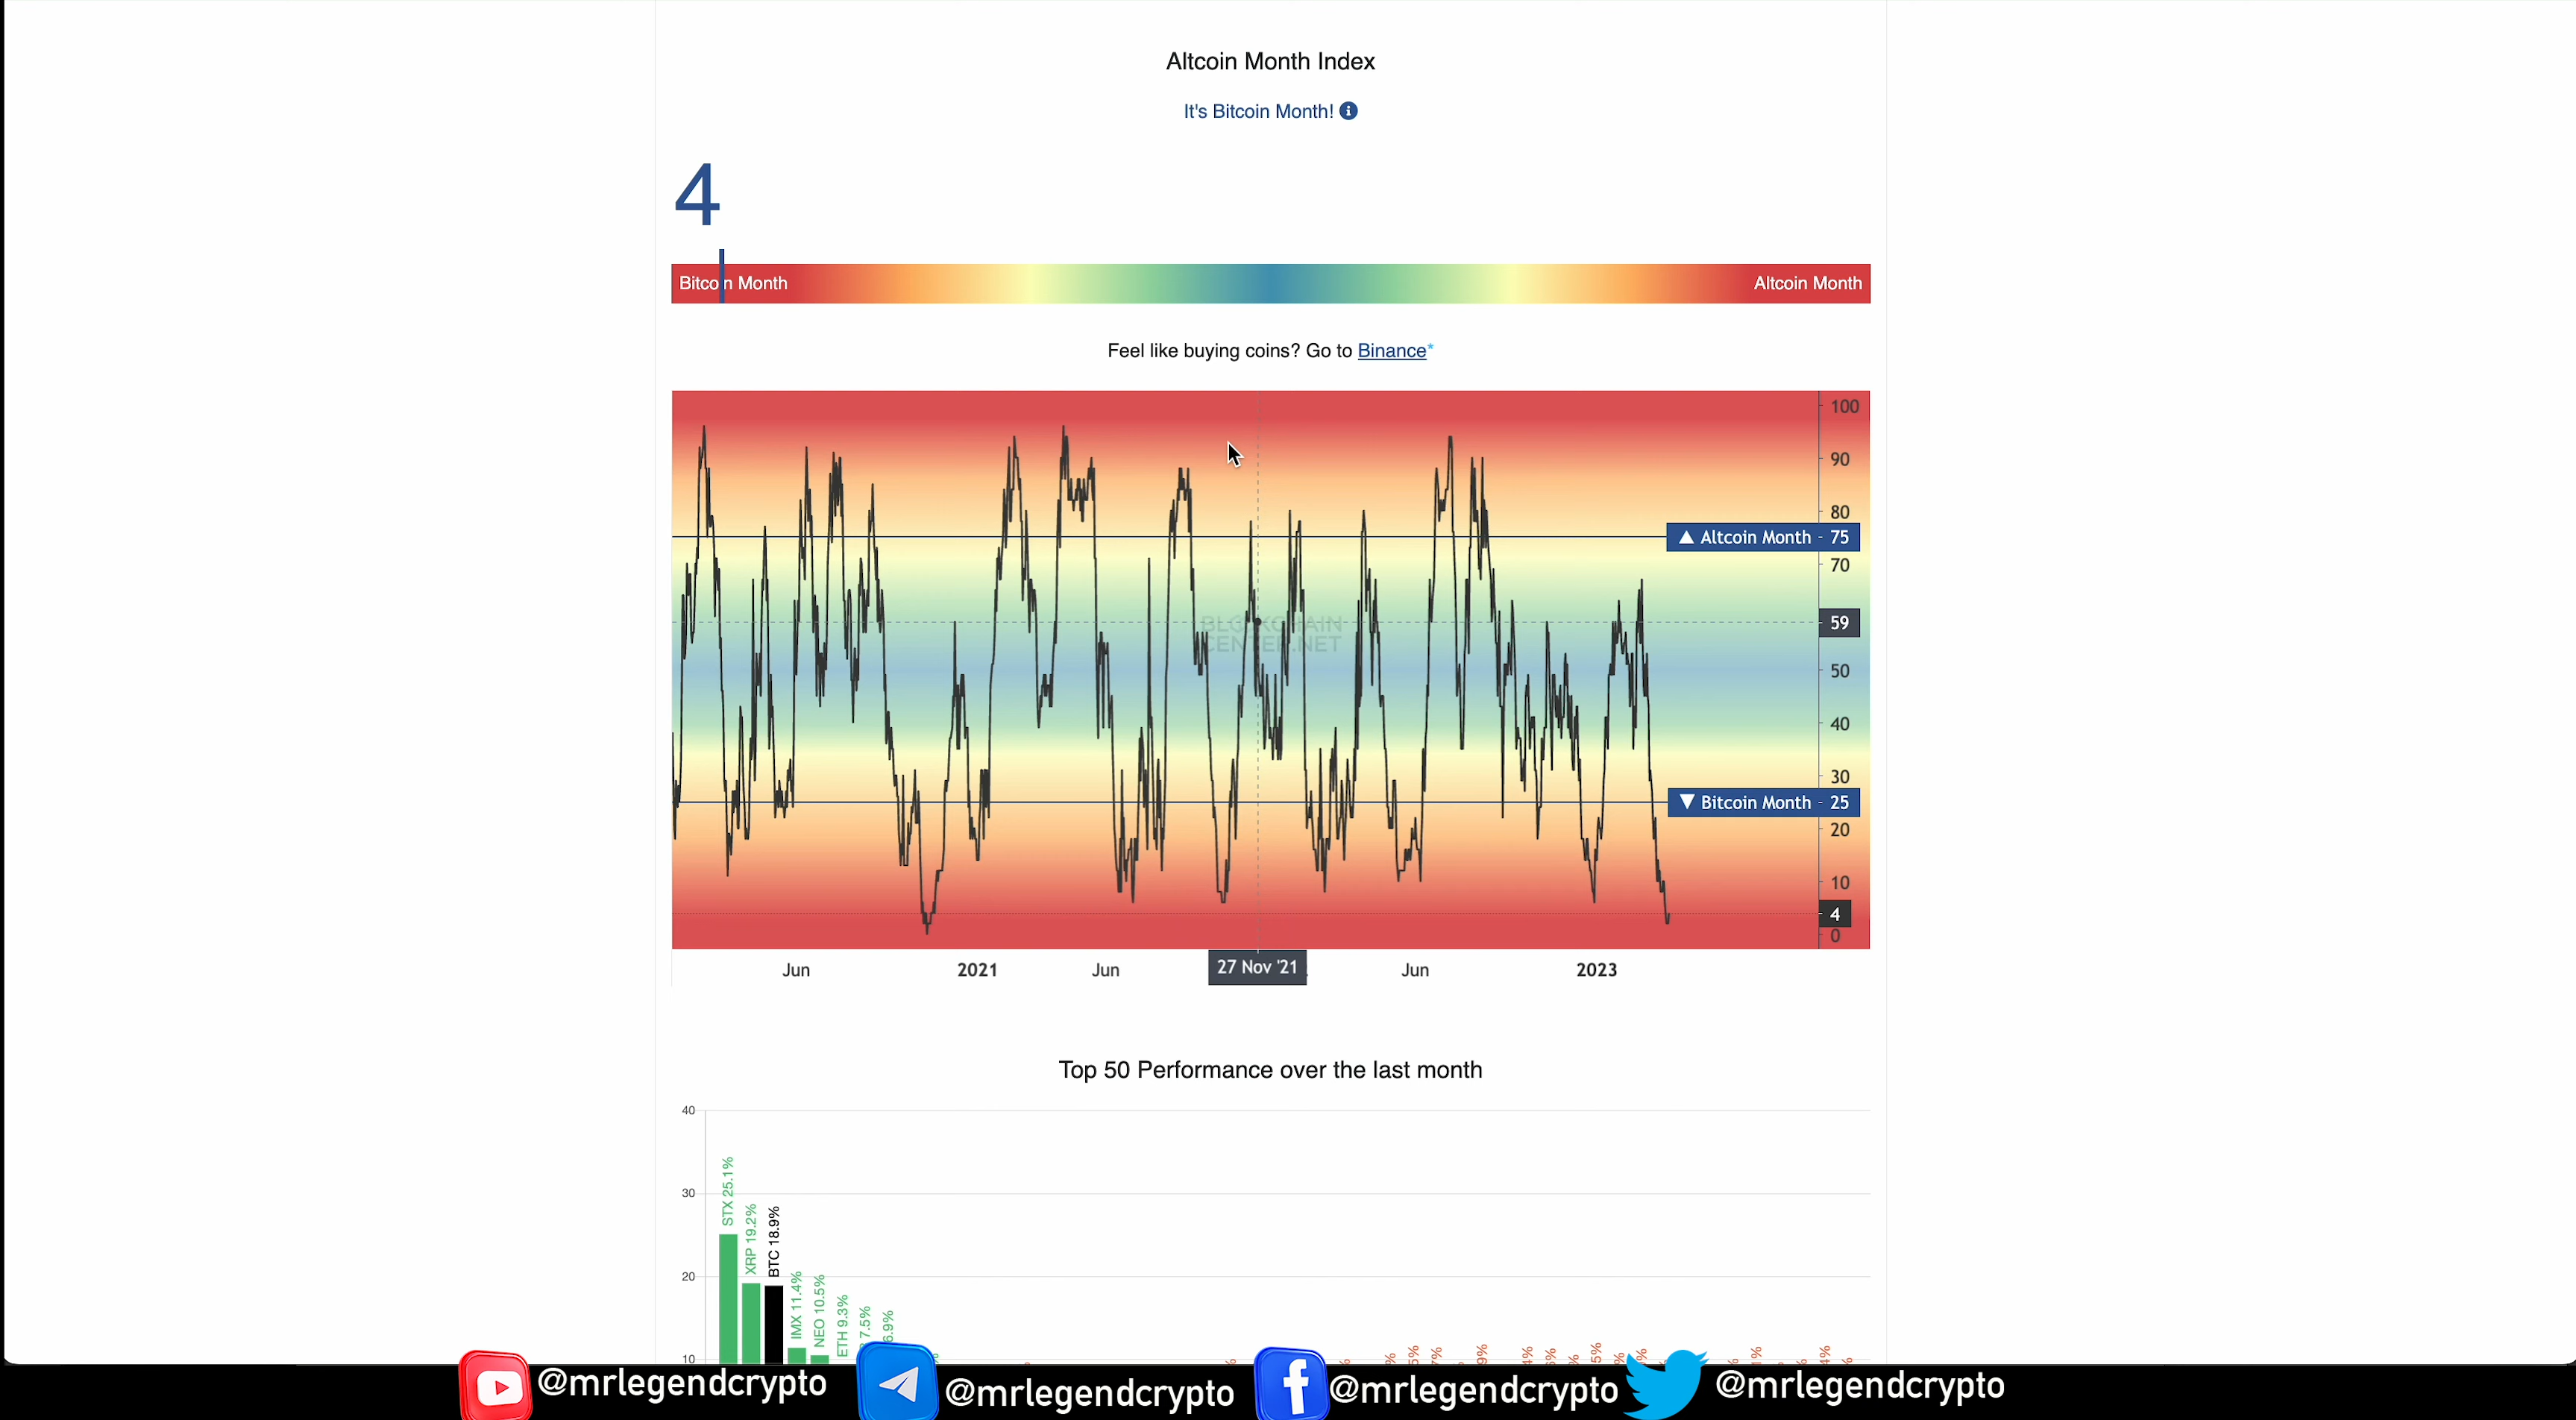 Altcoin Month Index
It's Bitcoin Month!
4
Bitcoin Month
Altcoin Month
Feel like buying coins? Go to Binance*
100
90
80
▲ Altcoin Month - 75
70
59
BLOCKCHAIN
CENTER.NET
50
40
30
▼ Bitcoin Month - 25
20
10
4
0
Jun
2021
Jun
27 Nov '21
Jun
2023
Top 50 Performance over the last month
40
30
20
10
STX 25.1%
XRP 19.2%
BTC 18.9%
IMX 11.4%
NEO 10.5%
ETH 9.3%
7.5%
6.9%
@mrlegendcrypto
@mrlegendcrypto
@mrlegendcrypto
@mrlegendcrypto